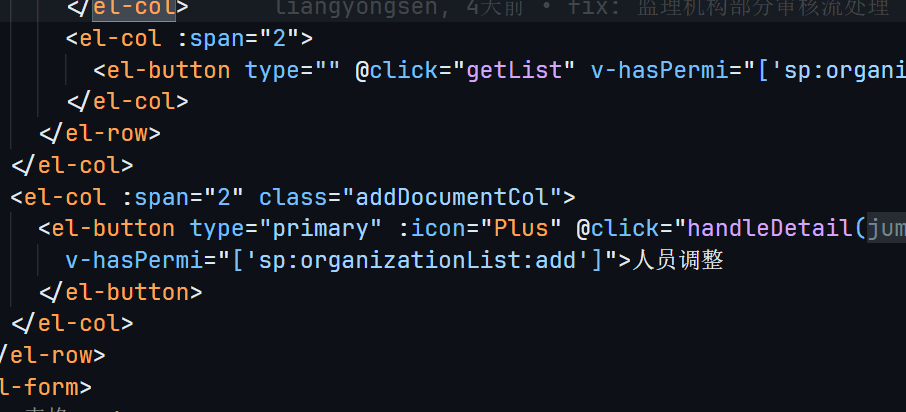 </el-col> liangyongsen, 4天前 • fix: 监理机构部分审核流处理
<el-col :span="2">
<el-button type="" @click="getList" v-hasPermi="['sp:organi
</el-col>
</el-row>
</el-col>
<el-col :span="2" class="addDocumentCol">
<el-button type="primary" :icon="Plus" @click="handleDetail(jum
v-hasPermi="['sp:organizationList:add']">人员调整
</el-button>
</el-col>
/el-row>
l-form>